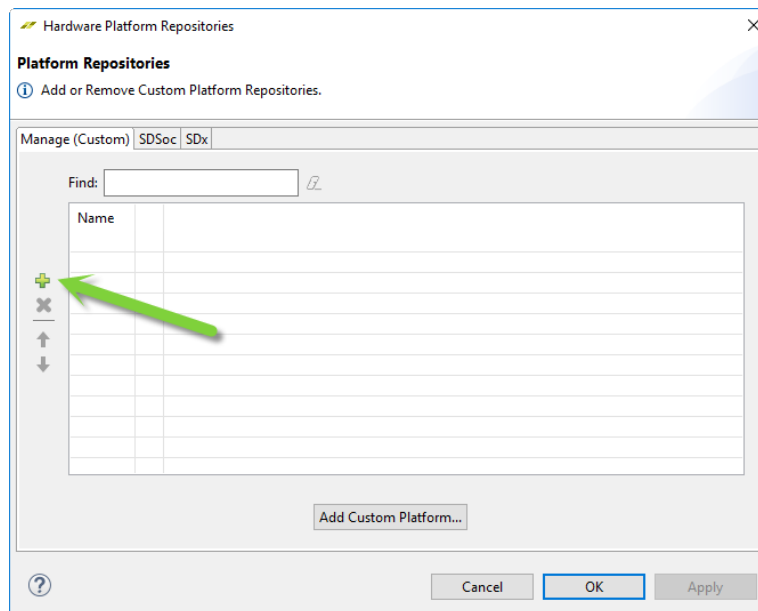 Hardware Platform Repositories
Platform Repositories
Add or Remove Custom Platform Repositories.
Manage (Custom) SDSoc SDx
Find:
Name
Add Custom Platform...
Cancel OK Apply